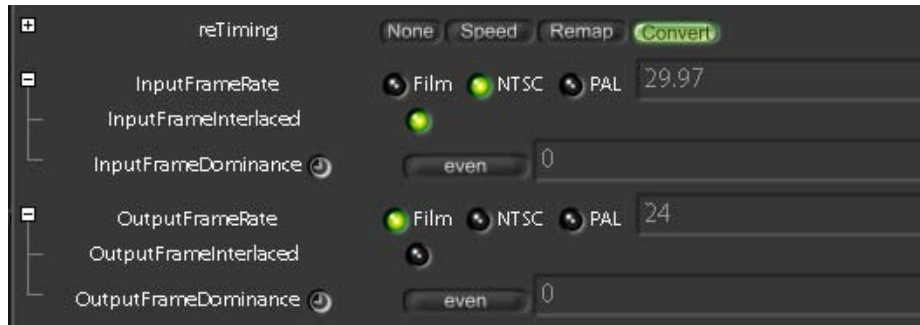 reTiming None Speed Remap Convert
InputFrameRate Film NTSC PAL 29.97
InputFrameInterlaced
InputFrameDominance even 0
OutputFrameRate Film NTSC PAL 24
OutputFrameInterlaced
OutputFrameDominance even 0